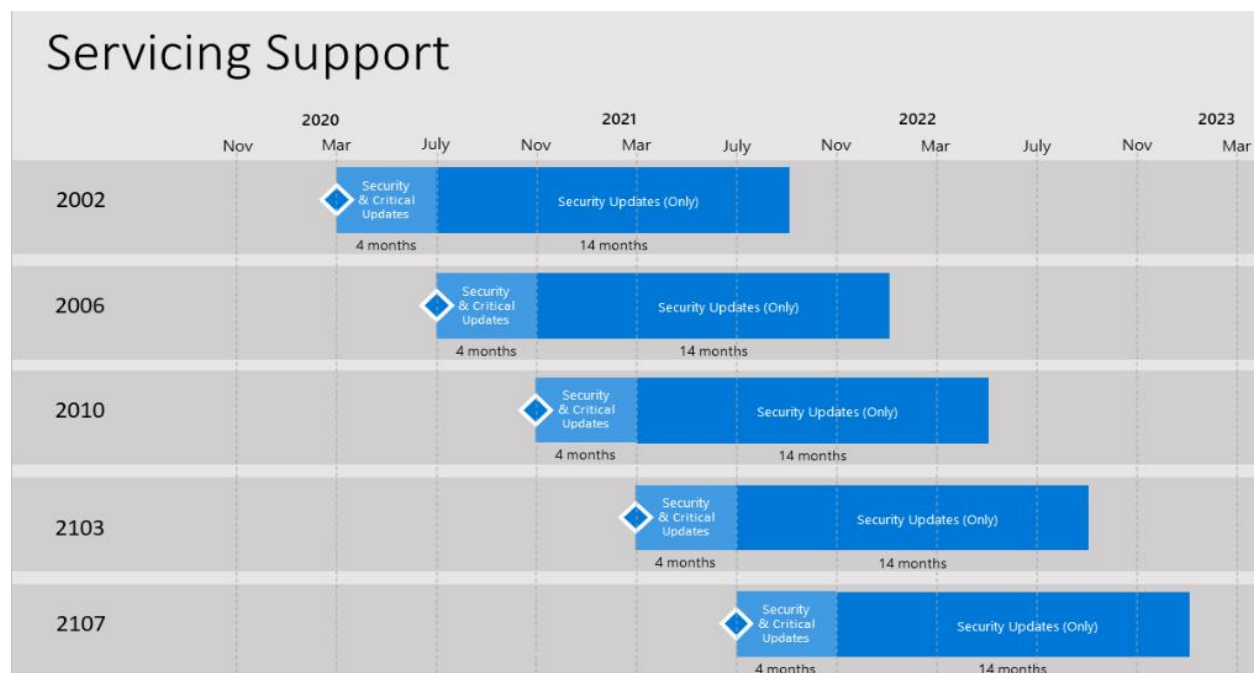 Servicing Support
2020 2021 2022 2023
Nov Mar July Nov Mar July Nov Mar July Nov Mar
2002
Security
& Critical
Updates
Security Updates (Only)
4 months 14 months
2006
Security
& Critical
Updates
Security Updates (Only)
4 months 14 months
2010
Security
& Critical
Updates
Security Updates (Only)
4 months 14 months
2103
Security
& Critical
Updates
Security Updates (Only)
4 months 14 months
2107
Security
& Critical
Updates
Security Updates (Only)
4 months 14 months